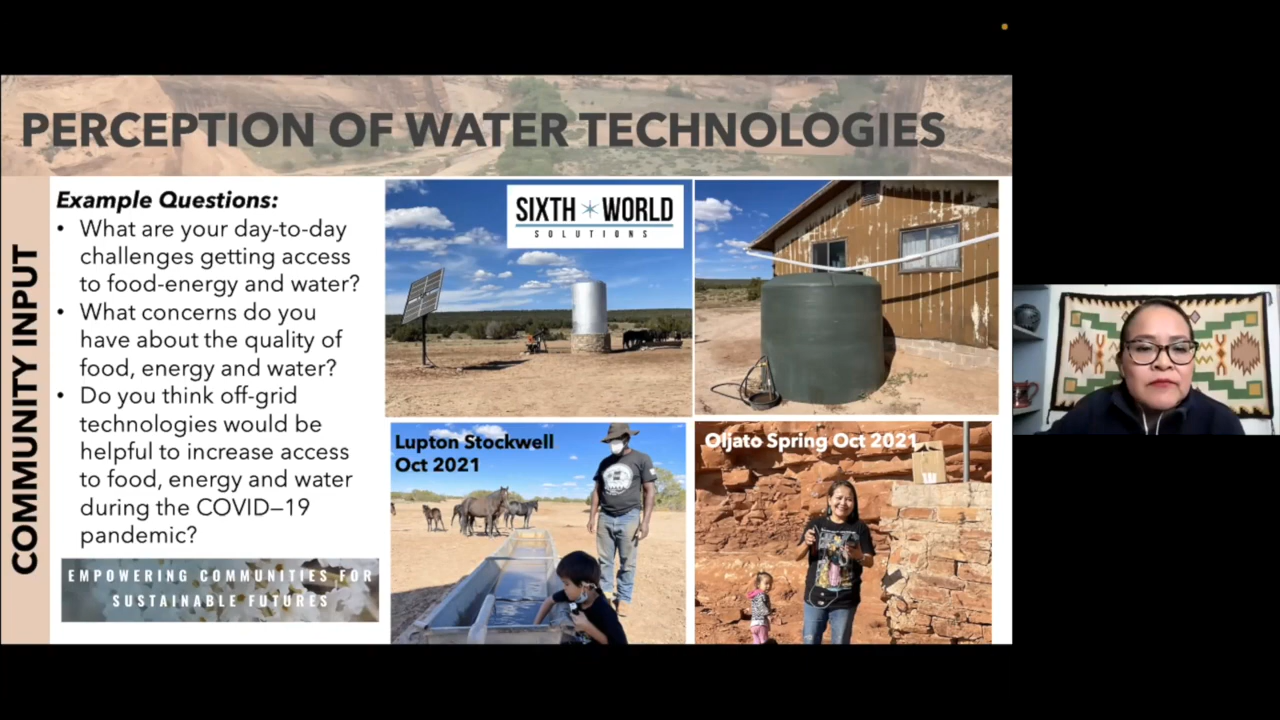 PERCEPTION OF WATER TECHNOLOGIES
COMMUNITY INPUT
Example Questions:
• What are your day-to-day
challenges getting access
to food-energy and water?
• What concerns do you
have about the quality of
food, energy and water?
• Do you think off-grid
technologies would be
helpful to increase access
to food, energy and water
during the COVID–19
pandemic?
EMPOWERING COMMUNITIES FOR
SUSTAINABLE FUTURES
SIXTH WORLD
SOLUTIONS
Lupton Stockwell
Oct 2021
Oljato Spring Oct 2021